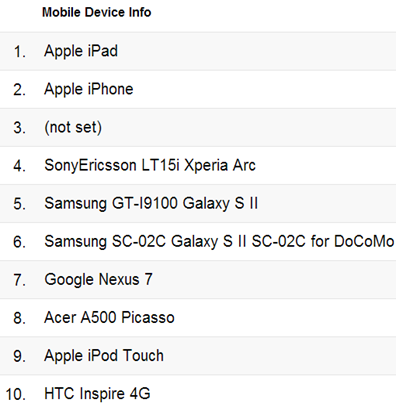 Mobile Device Info
1. Apple iPad
2. Apple iPhone
3. (not set)
4. SonyEricsson LT15i Xperia Arc
5. Samsung GT-I9100 Galaxy S II
6. Samsung SC-02C Galaxy S II SC-02C for DoCoMo
7. Google Nexus 7
8. Acer A500 Picasso
9. Apple iPod Touch
10. HTC Inspire 4G